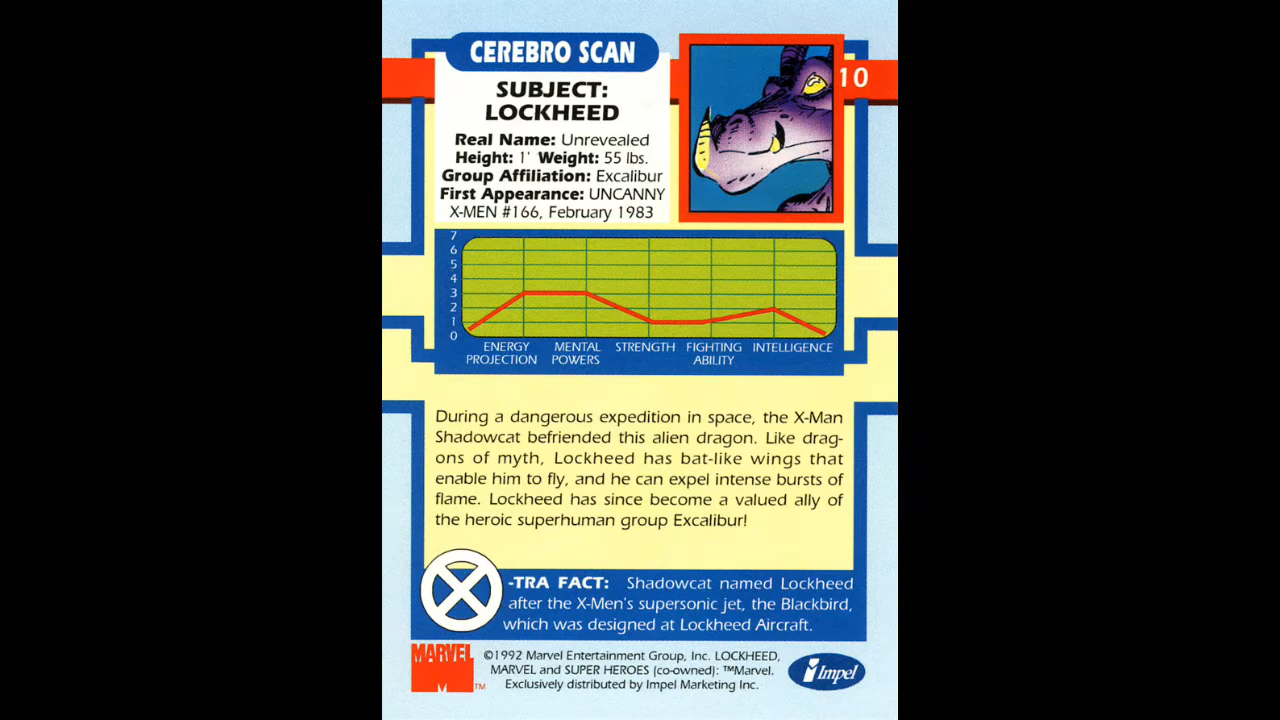 CEREBRO SCAN
SUBJECT:
LOCKHEED
Real Name: Unrevealed
Height: 1' Weight: 55 lbs.
Group Affiliation: Excalibur
First Appearance: UNCANNY
X-MEN #166, February 1983
10
7
6
5
4
3
2
1
0
ENERGY PROJECTION
MENTAL POWERS
STRENGTH
FIGHTING ABILITY
INTELLIGENCE
During a dangerous expedition in space, the X-Man
Shadowcat befriended this alien dragon. Like drag-
ons of myth, Lockheed has bat-like wings that
enable him to fly, and he can expel intense bursts of
flame. Lockheed has since become a valued ally of
the heroic superhuman group Excalibur!
X-TRA FACT: Shadowcat named Lockheed
after the X-Men's supersonic jet, the Blackbird,
which was designed at Lockheed Aircraft.
MARVEL
M TM
©1992 Marvel Entertainment Group, Inc. LOCKHEED,
MARVEL and SUPER HEROES (co-owned): ™Marvel.
Exclusively distributed by Impel Marketing Inc.
Impel